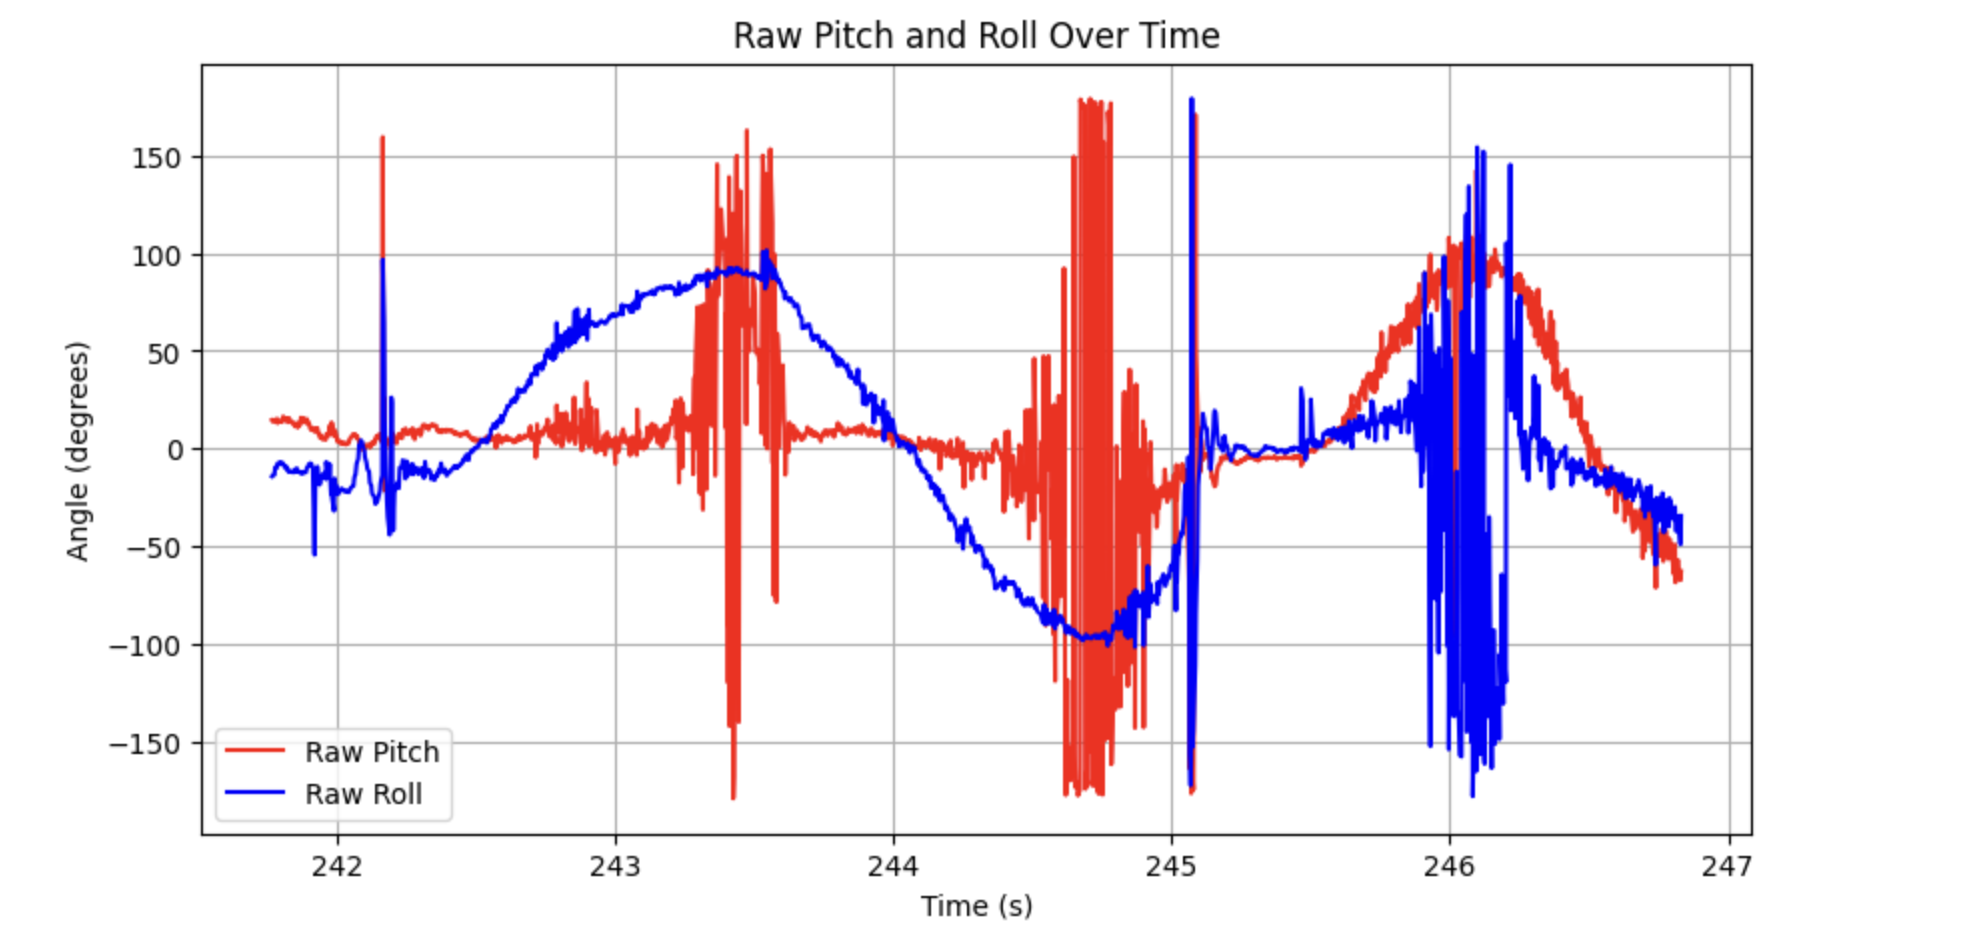 Raw Pitch and Roll Over Time
150
100
50
0
−50
−100
−150
Angle (degrees)
Raw Pitch
Raw Roll
242 243 244 245 246 247
Time (s)